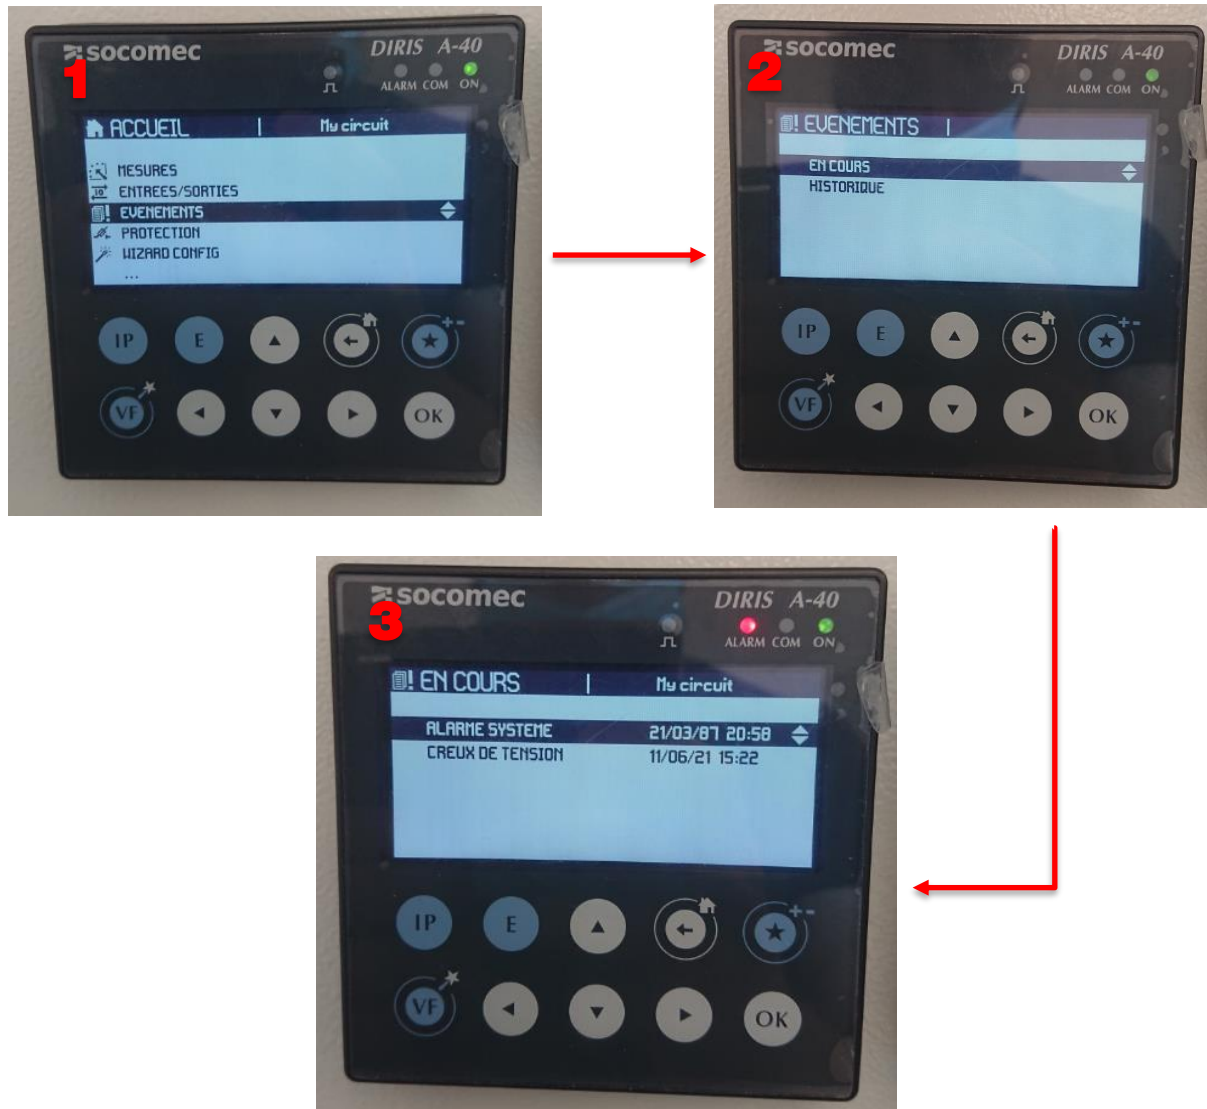 1
socomec
DIRIS A-40
ALARM COM ON
ACCUEIL | My circuit
MESURES
ENTREES/SORTIES
EVENEMENTS
PROTECTION
WIZARD CONFIG
...
IP E
VF OK
2
socomec
DIRIS A-40
ALARM COM ON
EVENEMENTS |
EN COURS
HISTORIQUE
IP E
VF OK
3
socomec
DIRIS A-40
ALARM COM ON
EN COURS | My circuit
ALARME SYSTEME 21/03/87 20:58
CREUX DE TENSION 11/06/21 15:22
IP E
VF OK